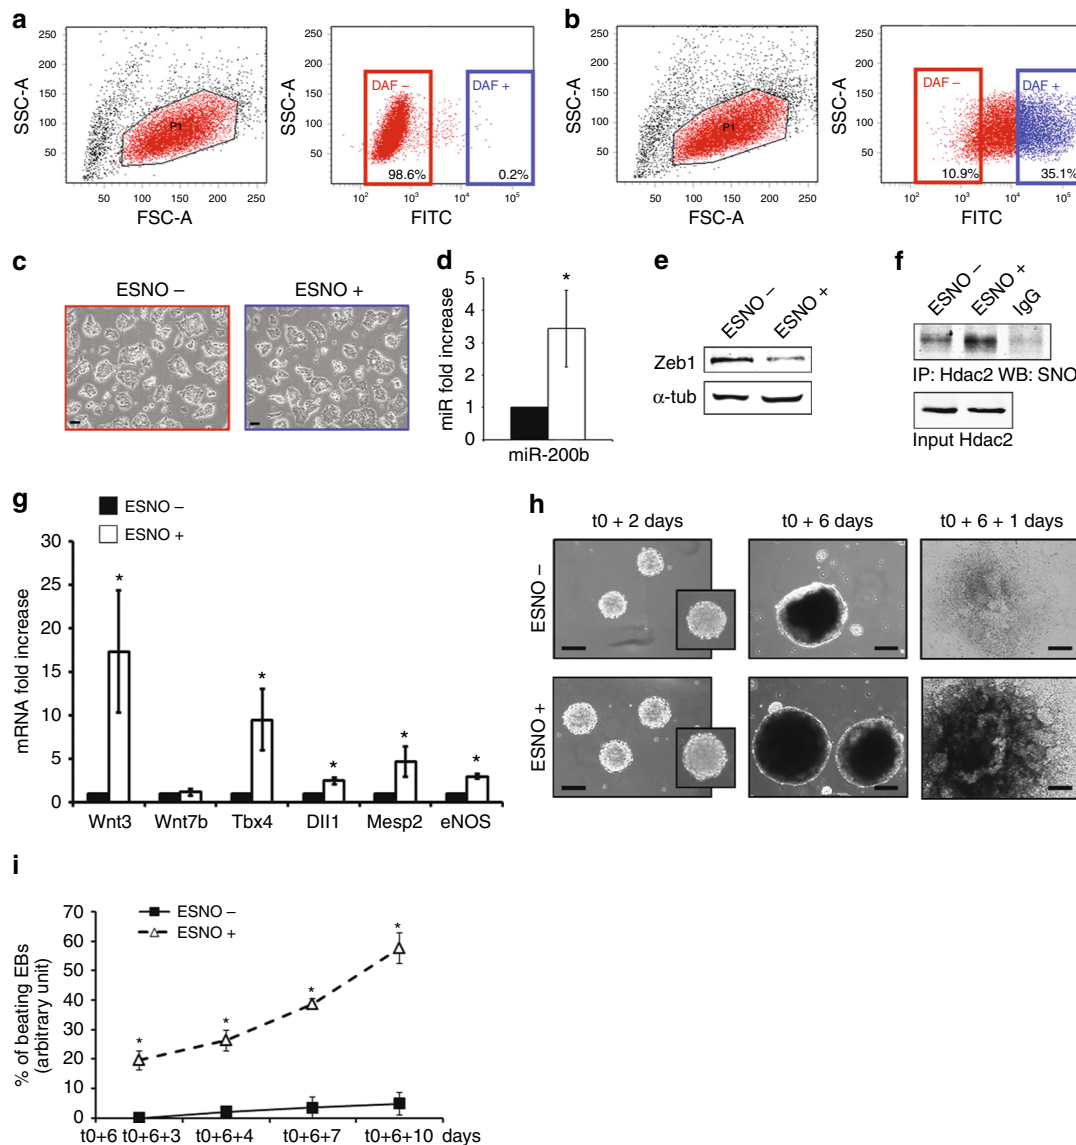 a
250
200
150
100
50
SSC-A
P1
50 100 150 200 250
FSC-A
250
200
150
100
50
SSC-A
DAF –
DAF +
98.6%
0.2%
10² 10³ 10⁴ 10⁵
FITC
b
250
200
150
100
50
SSC-A
P1
50 100 150 200 250
FSC-A
250
200
150
100
50
SSC-A
DAF –
DAF +
10.9%
35.1%
10² 10³ 10⁴ 10⁵
FITC
c
ESNO –
ESNO +
d
miR fold increase
5
4
3
2
1
0
*
miR-200b
e
ESNO –
ESNO +
Zeb1
α-tub
f
ESNO –
ESNO +
IgG
IP: Hdac2 WB: SNO
Input Hdac2
g
ESNO –
ESNO +
mRNA fold increase
30
25
20
15
10
5
0
* * * * *
Wnt3 Wnt7b Tbx4 Dll1 Mesp2 eNOS
h
t0 + 2 days t0 + 6 days t0 + 6 + 1 days
ESNO –
ESNO +
i
ESNO –
ESNO +
% of beating EBs
(arbitrary unit)
70
60
50
40
30
20
10
0
* * * *
t0+6 t0+6+3 t0+6+4 t0+6+7 t0+6+10 days